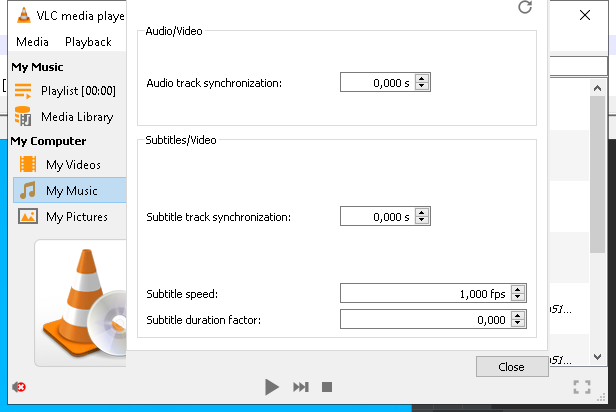 VLC media playe
Media Playback
My Music
Playlist [00:00]
Media Library
My Computer
My Videos
My Music
My Pictures
Audio/Video
Audio track synchronization: 0,000 s
Subtitles/Video
Subtitle track synchronization: 0,000 s
Subtitle speed: 1,000 fps
Subtitle duration factor: 0,000
Close
51...
51...